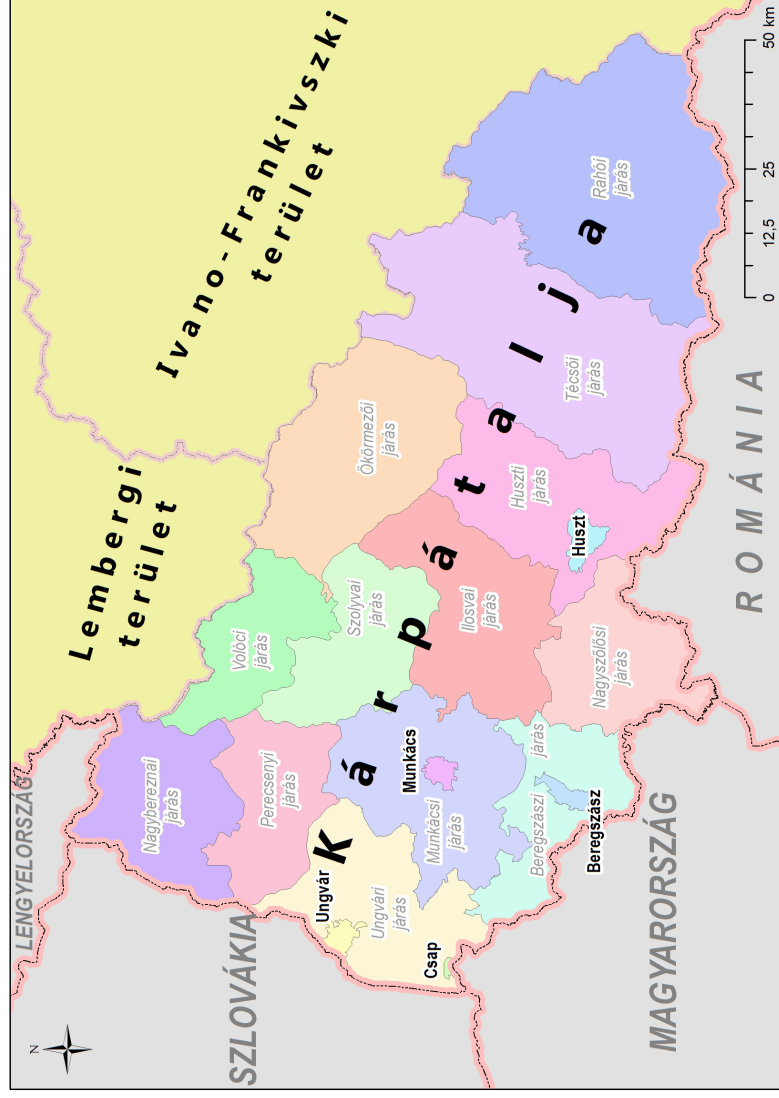 N
LENGYELORSZÁG
SZLOVÁKIA
MAGYARORSZÁG
ROMÁNIA
Lembergi
terület
Ivano-Frankivszki
terület
Kárpátalja
Nagybereznai
járás
Perecsenyi
járás
Volóci
járás
Szolyvai
járás
Ökörmezői
járás
Ungvár
Ungvári
járás
Csap
Munkács
Munkácsi
járás
Ilosvai
járás
Huszti
járás
Huszt
Técsői
járás
Rahói
járás
Beregszászi
járás
Beregszász
Nagyszőlősi
járás
0 12,5 25 50 km